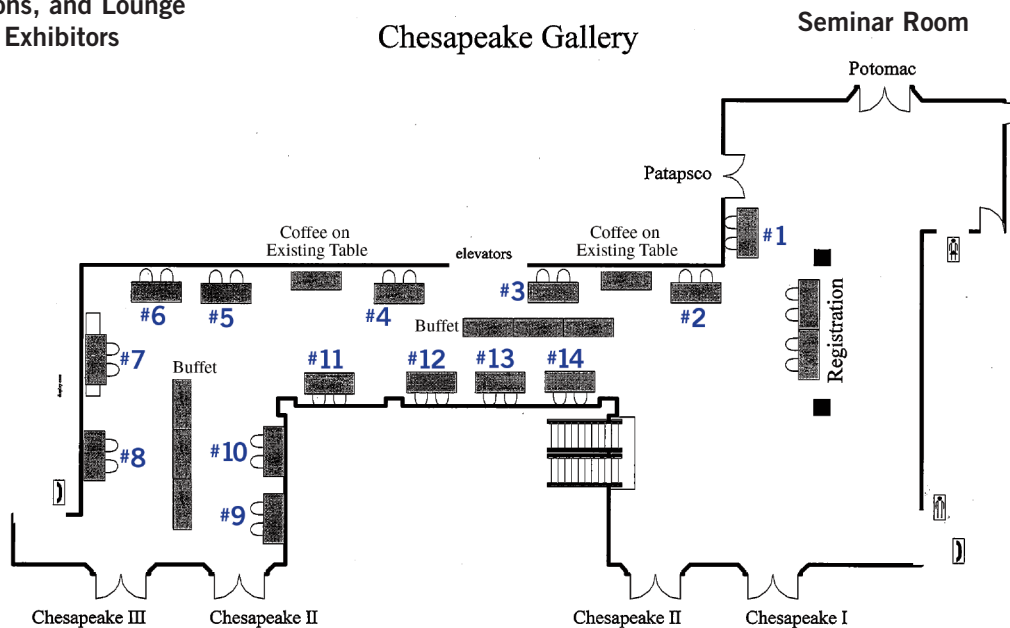 ons, and Lounge
Exhibitors
Chesapeake Gallery
Seminar Room
Potomac
Patapsco
#1
Coffee on
Existing Table
elevators
Coffee on
Existing Table
#6
#5
#4
#3
#2
Buffet
Registration
#7
Buffet
#11
#12
#13
#14
#8
#10
#9
Chesapeake III
Chesapeake II
Chesapeake II
Chesapeake I